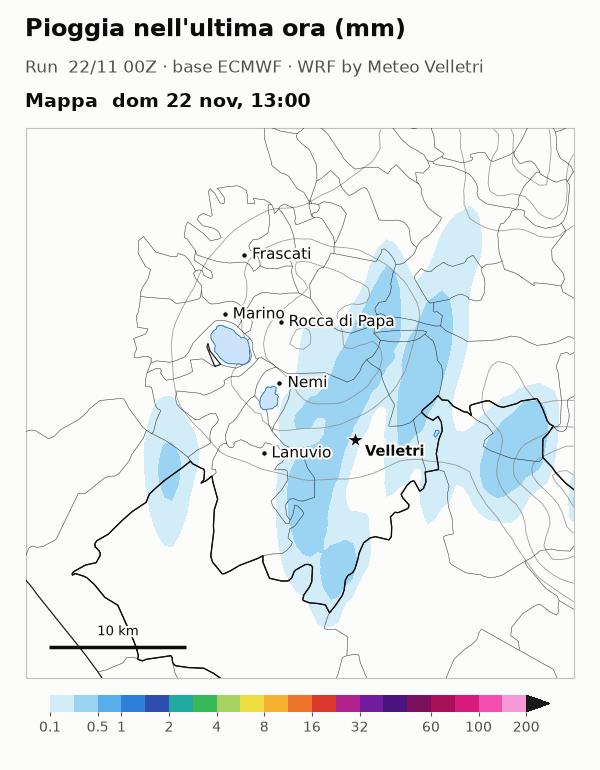 Pioggia nell'ultima ora (mm)
Run  22/11 00Z · base ECMWF · WRF by Meteo Velletri
Mappa  dom 22 nov, 13:00
Frascati
Marino
Rocca di Papa
Nemi
Velletri
Lanuvio
10 km
0.1 0.5 1 2 4 8 16 32 60 100 200